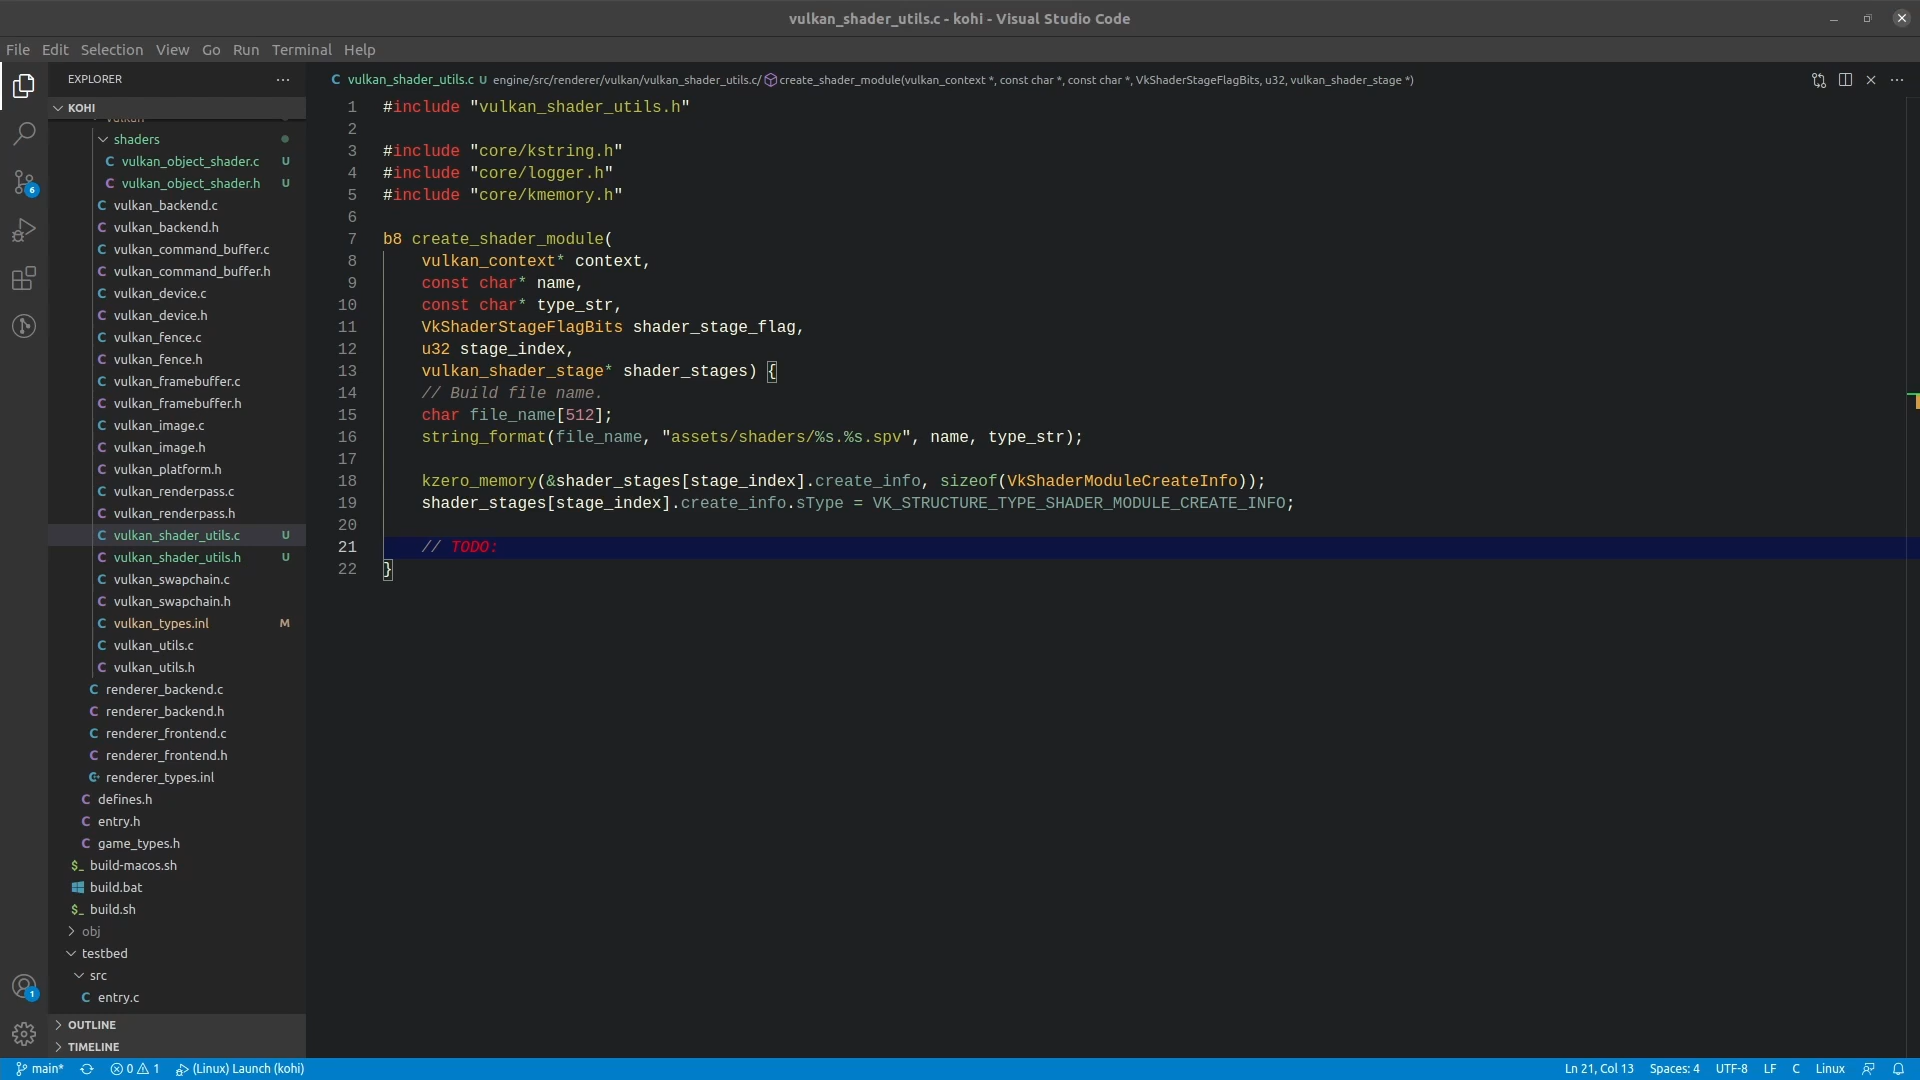 vulkan_shader_utils.c - kohi - Visual Studio Code
File Edit Selection View Go Run Terminal Help
EXPLORER
KOHI
vulkan
shaders
vulkan_object_shader.c U
vulkan_object_shader.h U
vulkan_backend.c
vulkan_backend.h
vulkan_command_buffer.c
vulkan_command_buffer.h
vulkan_device.c
vulkan_device.h
vulkan_fence.c
vulkan_fence.h
vulkan_framebuffer.c
vulkan_framebuffer.h
vulkan_image.c
vulkan_image.h
vulkan_platform.h
vulkan_renderpass.c
vulkan_renderpass.h
vulkan_shader_utils.c U
vulkan_shader_utils.h U
vulkan_swapchain.c
vulkan_swapchain.h
vulkan_types.inl M
vulkan_utils.c
vulkan_utils.h
renderer_backend.c
renderer_backend.h
renderer_frontend.c
renderer_frontend.h
renderer_types.inl
defines.h
entry.h
game_types.h
build-macos.sh
build.bat
build.sh
obj
testbed
src
entry.c
OUTLINE
TIMELINE
6
1
C vulkan_shader_utils.c U engine/src/renderer/vulkan/vulkan_shader_utils.c/ create_shader_module(vulkan_context *, const char *, const char *, VkShaderStageFlagBits, u32, vulkan_shader_stage *)
1 #include "vulkan_shader_utils.h"
2
3 #include "core/kstring.h"
4 #include "core/logger.h"
5 #include "core/kmemory.h"
6
7 b8 create_shader_module(
8 vulkan_context* context,
9 const char* name,
10 const char* type_str,
11 VkShaderStageFlagBits shader_stage_flag,
12 u32 stage_index,
13 vulkan_shader_stage* shader_stages) {
14 // Build file name.
15 char file_name[512];
16 string_format(file_name, "assets/shaders/%s.%s.spv", name, type_str);
17
18 kzero_memory(&shader_stages[stage_index].create_info, sizeof(VkShaderModuleCreateInfo));
19 shader_stages[stage_index].create_info.sType = VK_STRUCTURE_TYPE_SHADER_MODULE_CREATE_INFO;
20
21 // TODO:
22 }
main* 0 1 (Linux) Launch (kohi) Ln 21, Col 13 Spaces: 4 UTF-8 LF C Linux